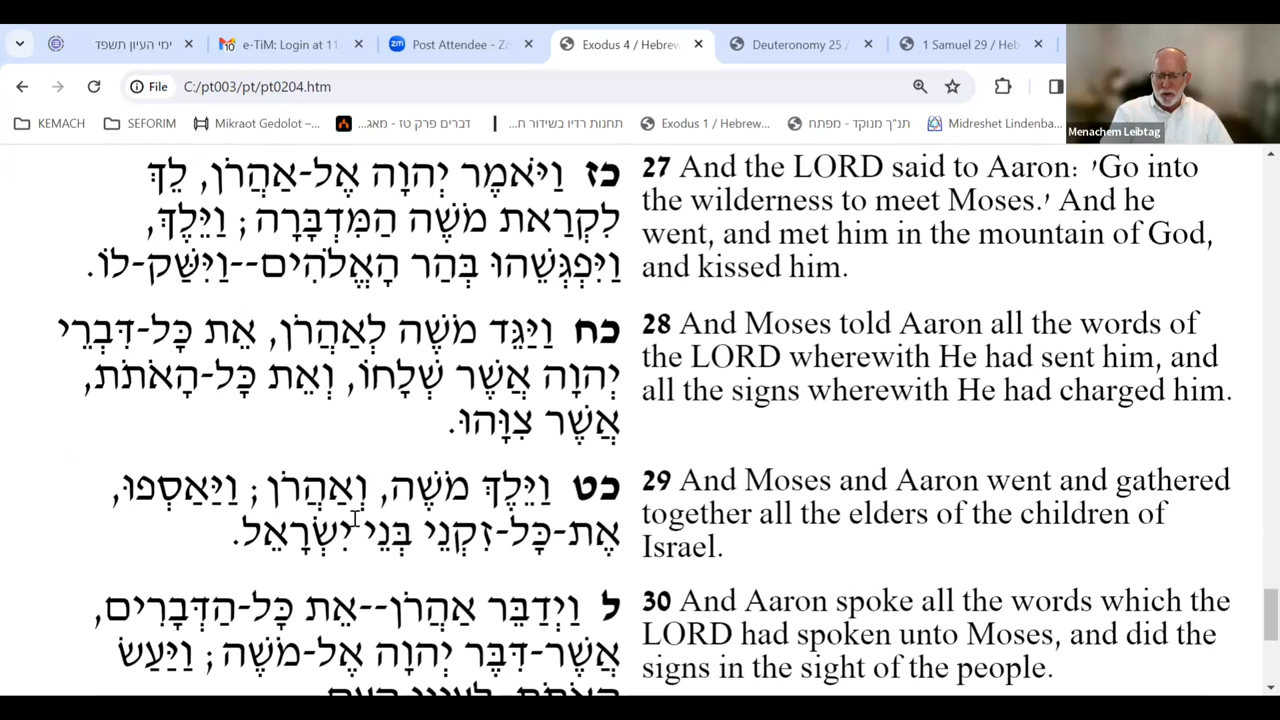 ימי העיון תשפד
e-TiM: Login at 11
Post Attendee - Zo
Exodus 4 / Hebrew
Deuteronomy 25 /
1 Samuel 29 / Heb
File C:/pt003/pt/pt0204.htm
KEMACH
SEFORIM
Mikraot Gedolot –...
דברים פרק טז - מאג...
תחנות רדיו בשידור ח...
Exodus 1 / Hebrew...
תנ"ך מנוקד - מפתח
Midreshet Lindenba...
Menachem Leibtag
כז וַיֹּאמֶר יְהוָה אֶל-אַהֲרֹן, לֵךְ
לִקְרַאת מֹשֶׁה הַמִּדְבָּרָה; וַיֵּלֶךְ,
וַיִּפְגְּשֵׁהוּ בְּהַר הָאֱלֹהִים--וַיִּשַּׁק-לוֹ.
27 And the LORD said to Aaron: 'Go into
the wilderness to meet Moses.' And he
went, and met him in the mountain of God,
and kissed him.
כח וַיַּגֵּד מֹשֶׁה לְאַהֲרֹן, אֵת כָּל-דִּבְרֵי
יְהוָה אֲשֶׁר שְׁלָחוֹ, וְאֵת כָּל-הָאֹתֹת,
אֲשֶׁר צִוָּהוּ.
28 And Moses told Aaron all the words of
the LORD wherewith He had sent him, and
all the signs wherewith He had charged him.
כט וַיֵּלֶךְ מֹשֶׁה, וְאַהֲרֹן; וַיַּאַסְפוּ,
אֶת-כָּל-זִקְנֵי בְּנֵי יִשְׂרָאֵל.
29 And Moses and Aaron went and gathered
together all the elders of the children of
Israel.
ל וַיְדַבֵּר אַהֲרֹן--אֵת כָּל-הַדְּבָרִים,
אֲשֶׁר-דִּבֶּר יְהוָה אֶל-מֹשֶׁה; וַיַּעַשׂ
הָאֹתֹת, לְעֵינֵי הָעָם.
30 And Aaron spoke all the words which the
LORD had spoken unto Moses, and did the
signs in the sight of the people.